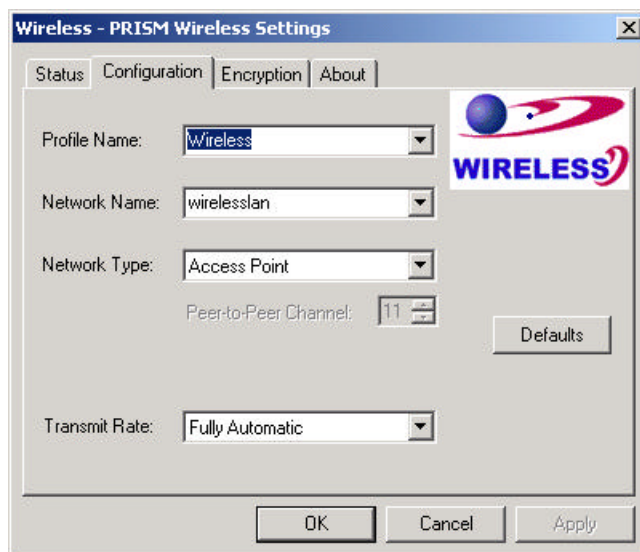 Wireless - PRISM Wireless Settings
Status Configuration Encryption About
WIRELESS
Profile Name: Wireless
Network Name: wirelesslan
Network Type: Access Point
Peer-to-Peer Channel: 11
Defaults
Transmit Rate: Fully Automatic
OK Cancel Apply